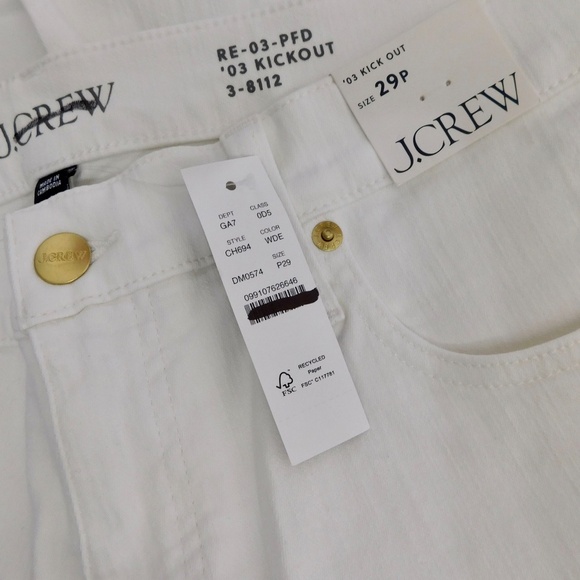 RE-03-PFD
'03 KICKOUT
3-8112
J.CREW
MADE IN
CAMBODIA
'03 KICK OUT
SIZE 29P
J.CREW
J.CREW
DEPT CLASS
GA7 0D5
STYLE COLOR
CH694 WDE
SIZE
DM0574 P29
099107626646
RECYCLED
Paper
FSC
FSC® C117781